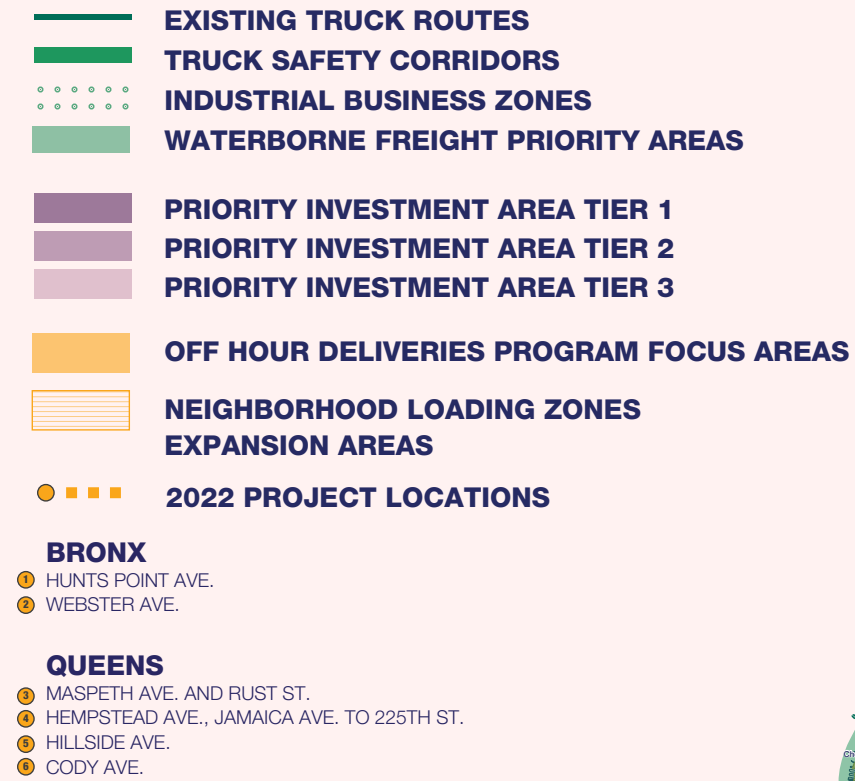 EXISTING TRUCK ROUTES
TRUCK SAFETY CORRIDORS
INDUSTRIAL BUSINESS ZONES
WATERBORNE FREIGHT PRIORITY AREAS
PRIORITY INVESTMENT AREA TIER 1
PRIORITY INVESTMENT AREA TIER 2
PRIORITY INVESTMENT AREA TIER 3
OFF HOUR DELIVERIES PROGRAM FOCUS AREAS
NEIGHBORHOOD LOADING ZONES
EXPANSION AREAS
2022 PROJECT LOCATIONS
BRONX
1 HUNTS POINT AVE.
2 WEBSTER AVE.
QUEENS
3 MASPETH AVE. AND RUST ST.
4 HEMPSTEAD AVE., JAMAICA AVE. TO 225TH ST.
5 HILLSIDE AVE.
6 CODY AVE.